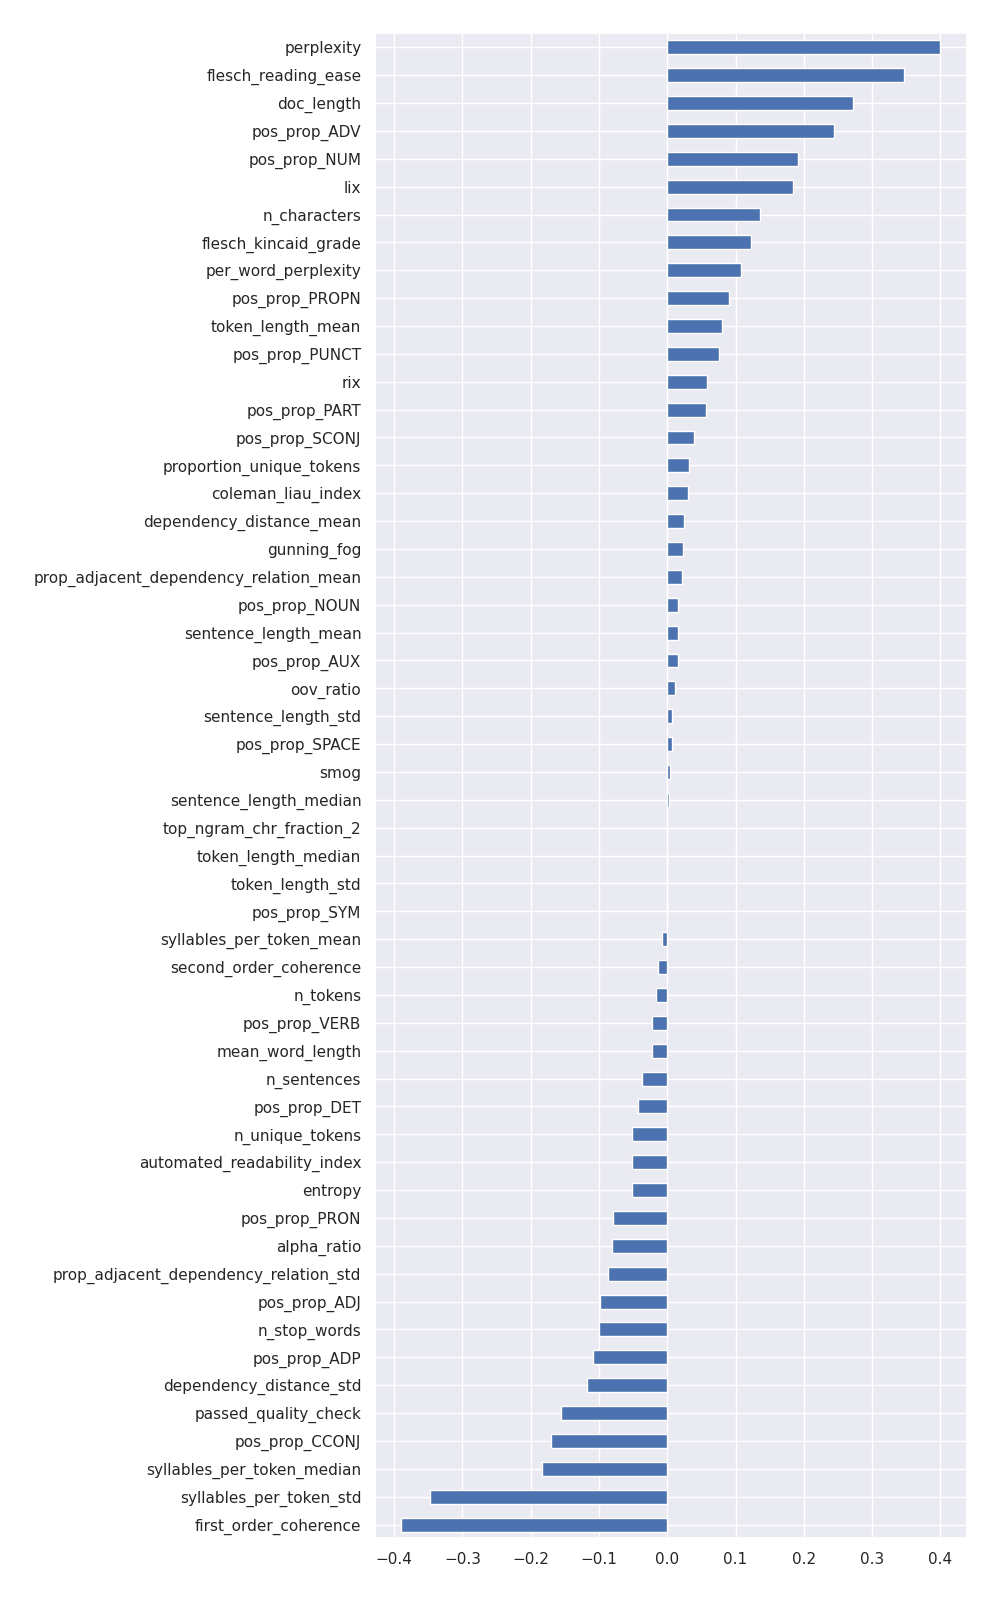 perplexity
flesch_reading_ease
doc_length
pos_prop_ADV
pos_prop_NUM
lix
n_characters
flesch_kincaid_grade
per_word_perplexity
pos_prop_PROPN
token_length_mean
pos_prop_PUNCT
rix
pos_prop_PART
pos_prop_SCONJ
proportion_unique_tokens
coleman_liau_index
dependency_distance_mean
gunning_fog
prop_adjacent_dependency_relation_mean
pos_prop_NOUN
sentence_length_mean
pos_prop_AUX
oov_ratio
sentence_length_std
pos_prop_SPACE
smog
sentence_length_median
top_ngram_chr_fraction_2
token_length_median
token_length_std
pos_prop_SYM
syllables_per_token_mean
second_order_coherence
n_tokens
pos_prop_VERB
mean_word_length
n_sentences
pos_prop_DET
n_unique_tokens
automated_readability_index
entropy
pos_prop_PRON
alpha_ratio
prop_adjacent_dependency_relation_std
pos_prop_ADJ
n_stop_words
pos_prop_ADP
dependency_distance_std
passed_quality_check
pos_prop_CCONJ
syllables_per_token_median
syllables_per_token_std
first_order_coherence
−0.4 −0.3 −0.2 −0.1 0.0 0.1 0.2 0.3 0.4